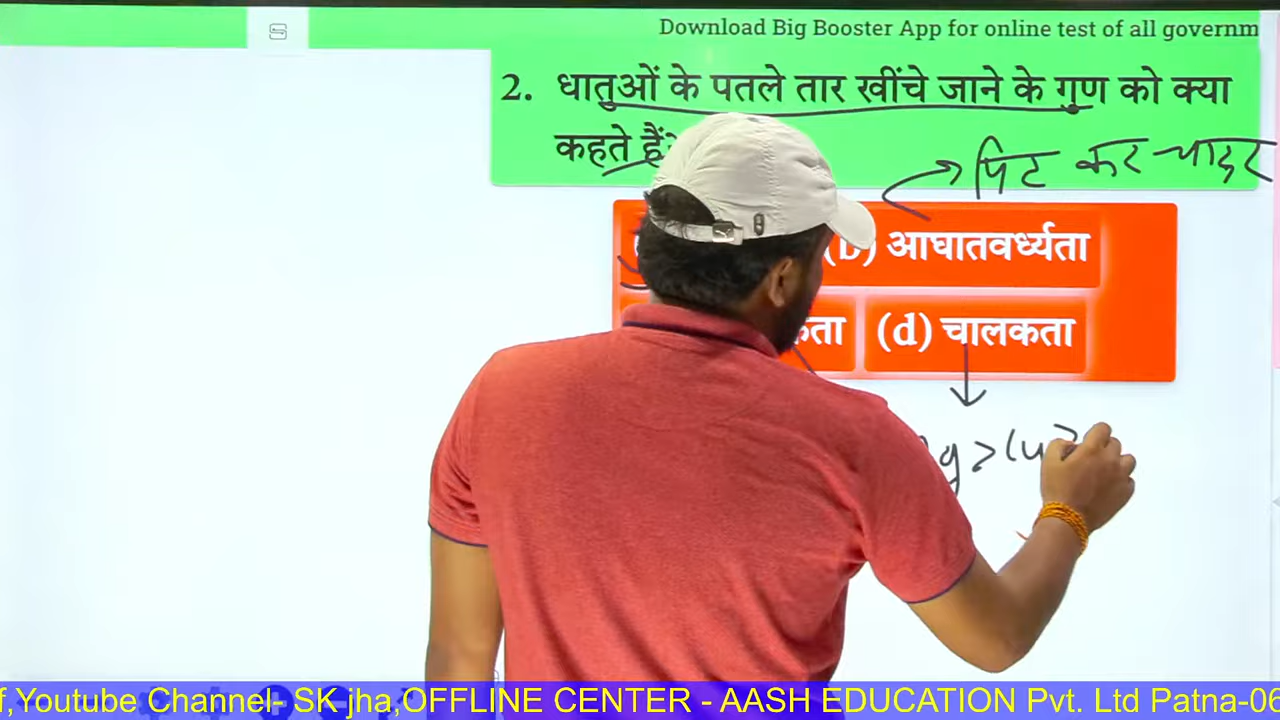 Download Big Booster App for online test of all governm
2. धातुओं के पतले तार खींचे जाने के गुण को क्या
कहते हैं
पिट कर चादर
(b) आघातवर्ध्यता
(d) चालकता
f,Youtube Channel- SK jha,OFFLINE CENTER - AASH EDUCATION Pvt. Ltd Patna-06